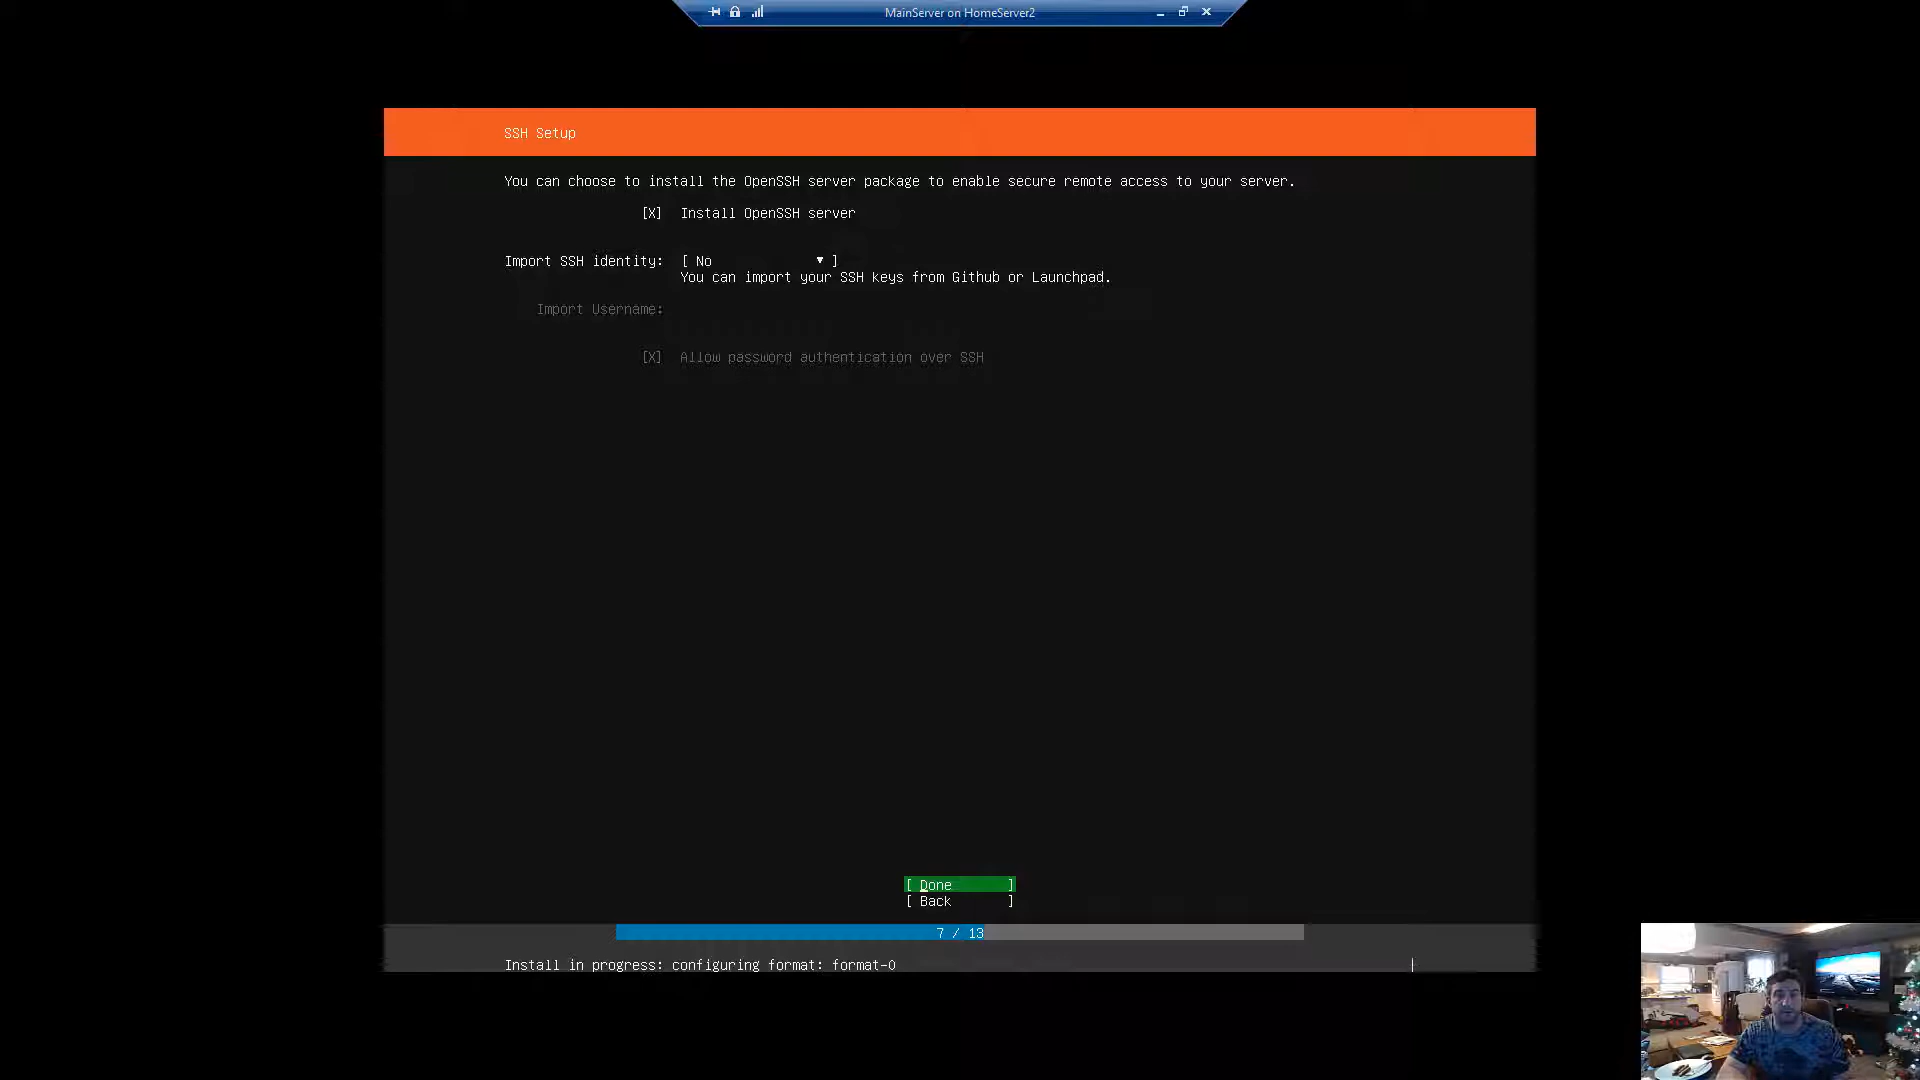 MainServer on HomeServer2
SSH Setup
You can choose to install the OpenSSH server package to enable secure remote access to your server.
[X] Install OpenSSH server
Import SSH identity: [ No ▼ ]
You can import your SSH keys from Github or Launchpad.
Import Username:
[X] Allow password authentication over SSH
[ Done ]
[ Back ]
7 / 13
Install in progress: configuring format: format-0 |